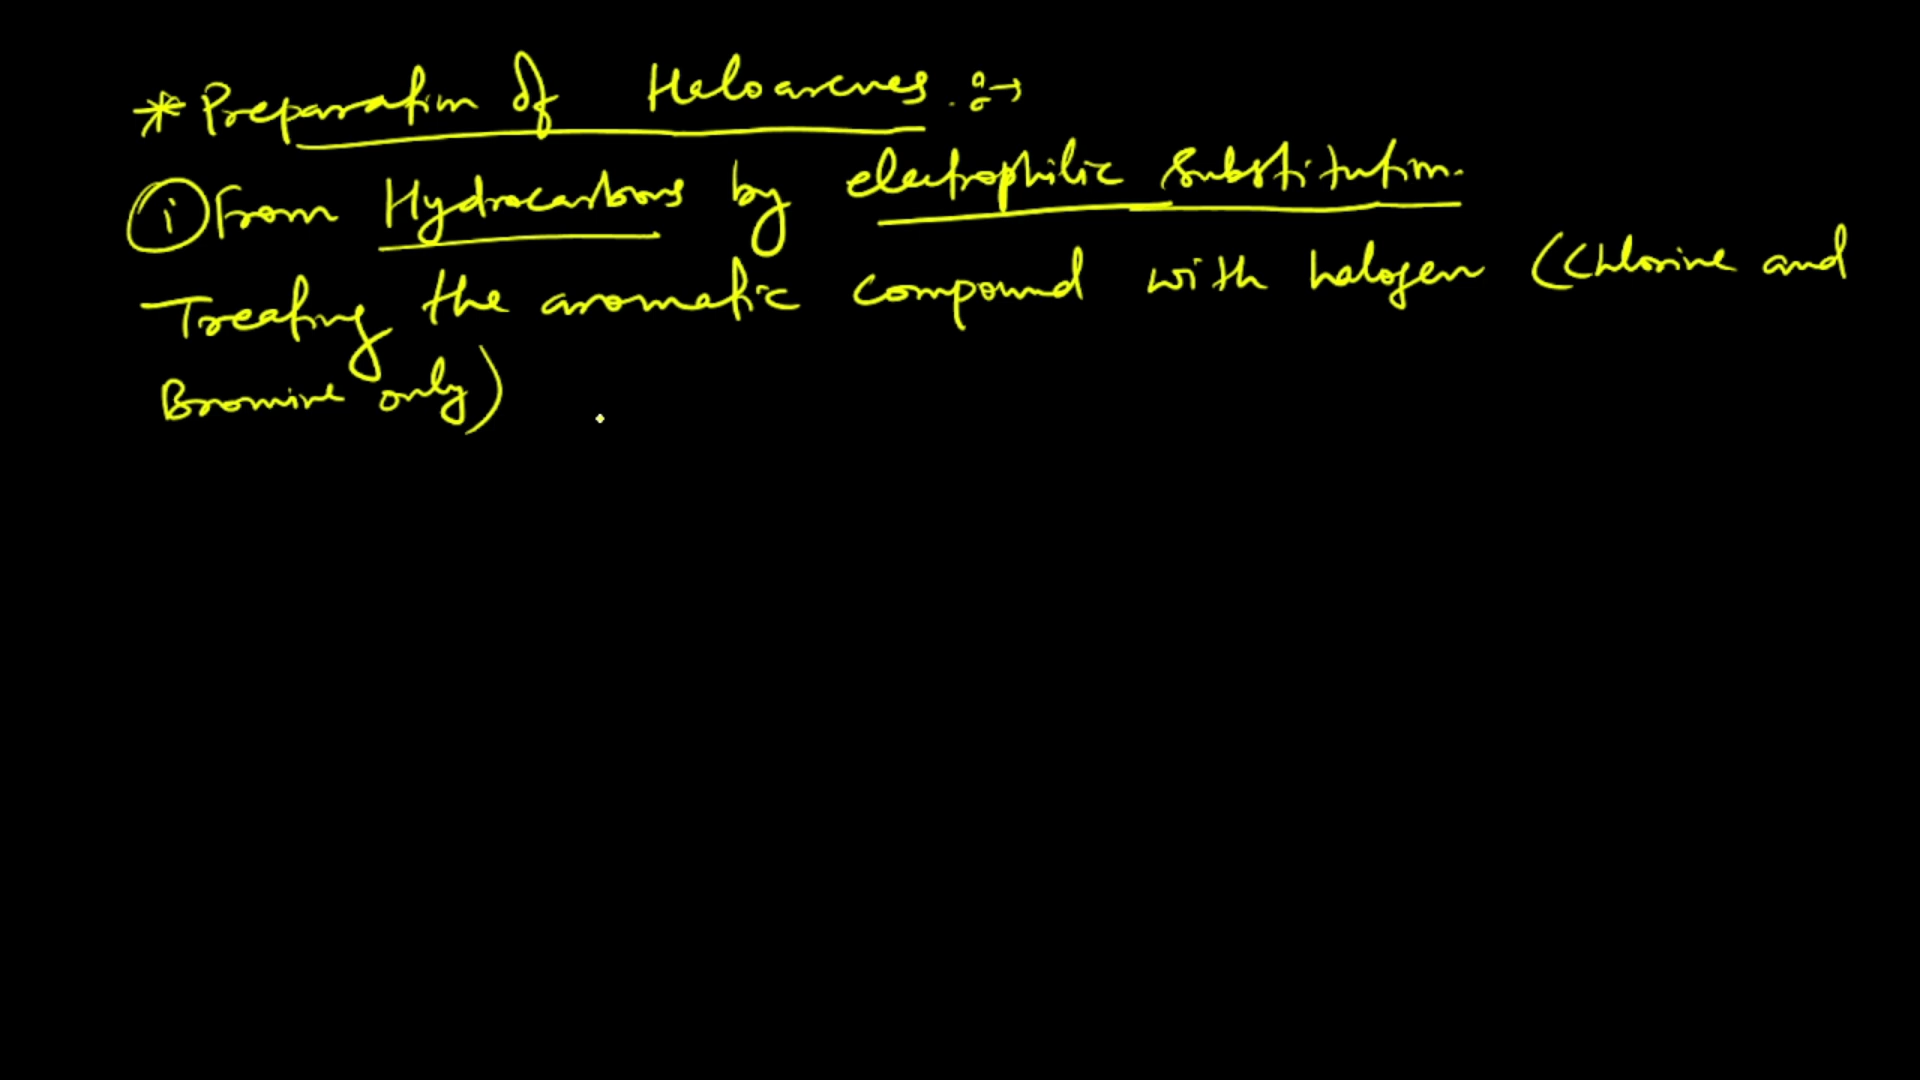 * Preparation of Haloarenes :→
(i) From Hydrocarbons by electrophilic substitution.
Treating the aromatic compound with halogen (Chlorine and
Bromine only)